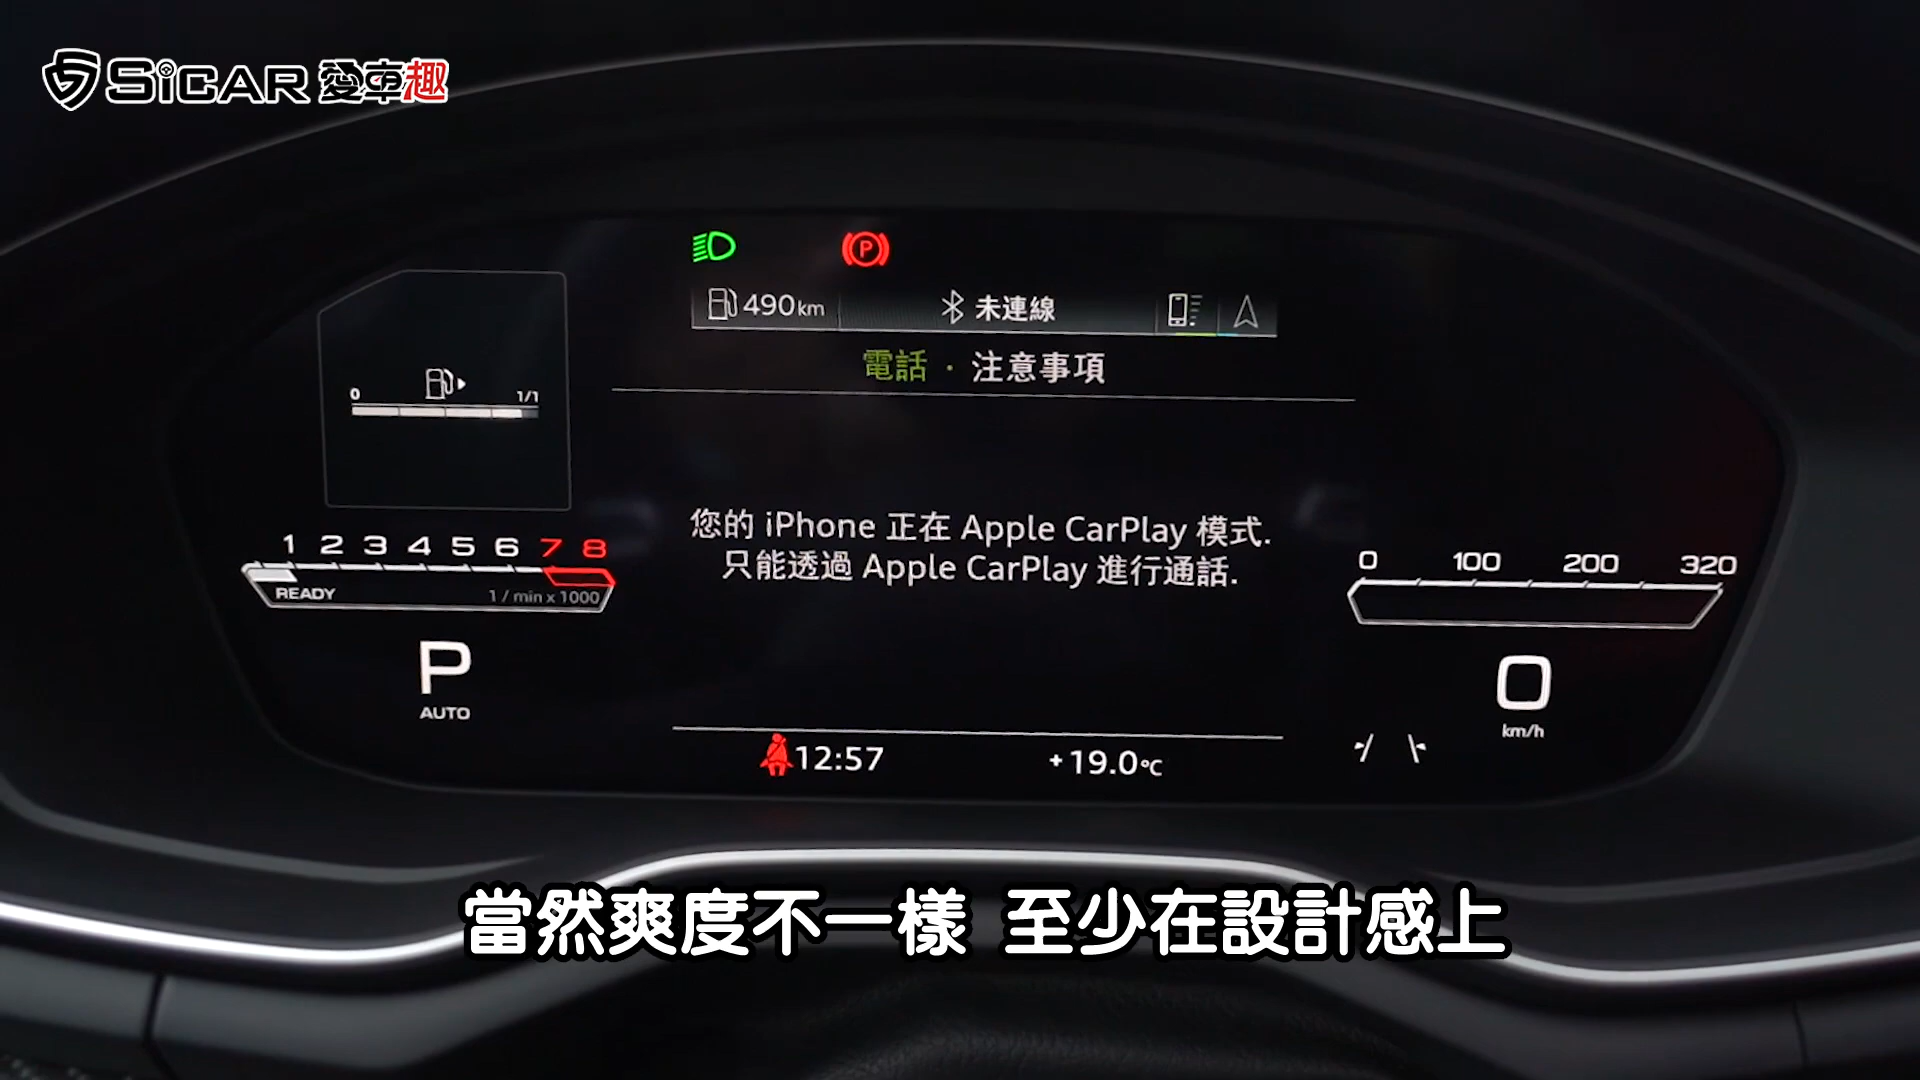 SiCAR 愛車趣
490km
未連線
電話 · 注意事項
0 1/1
您的 iPhone 正在 Apple CarPlay 模式.
只能透過 Apple CarPlay 進行通話.
1 2 3 4 5 6 7 8
READY 1 / min x 1000
0 100 200 320
P
AUTO
0
km/h
12:57
+19.0°C
當然爽度不一樣 至少在設計感上